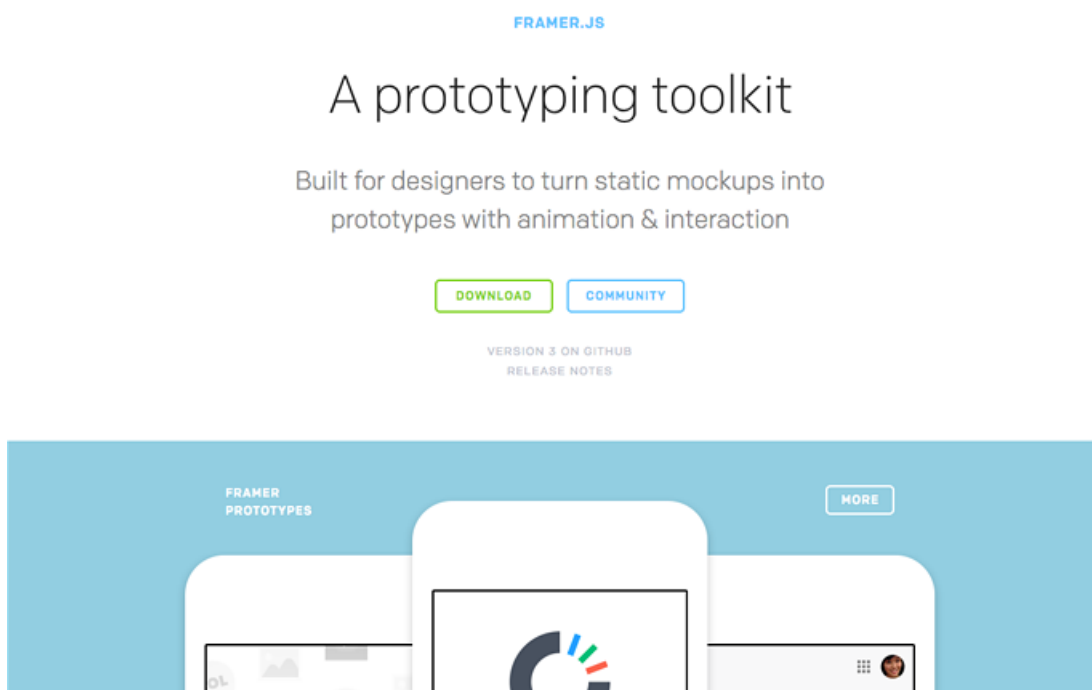 FRAMER.JS
A prototyping toolkit
Built for designers to turn static mockups into
prototypes with animation & interaction
DOWNLOAD
COMMUNITY
VERSION 3 ON GITHUB
RELEASE NOTES
FRAMER
PROTOTYPES
MORE